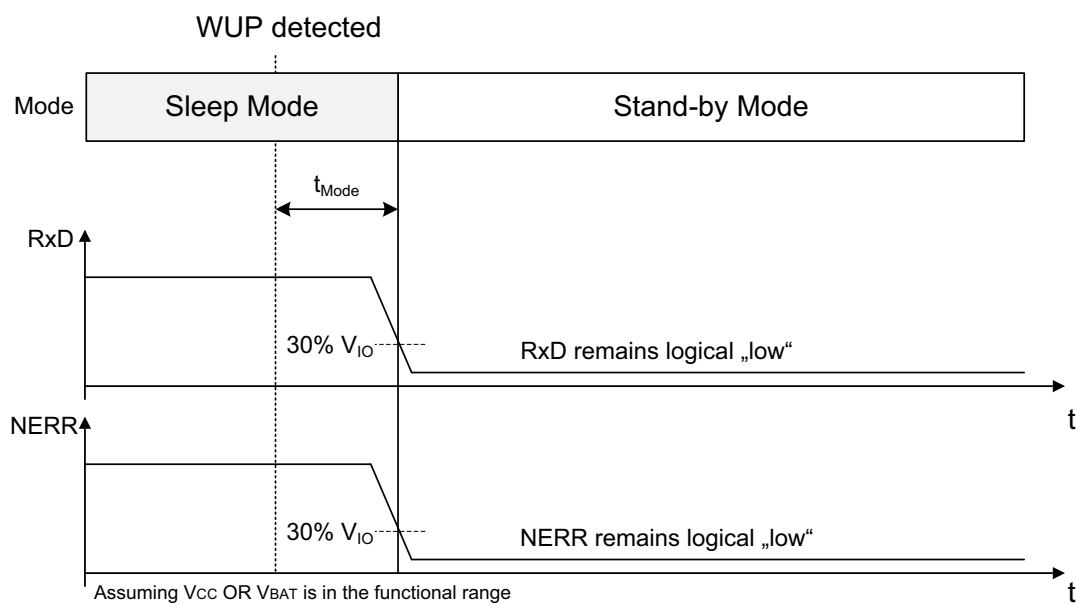 WUP detected
Mode
Sleep Mode
Stand-by Mode
tMode
RxD
30% VIO
RxD remains logical „low“
t
NERR
30% VIO
NERR remains logical „low“
t
Assuming VCC OR VBAT is in the functional range